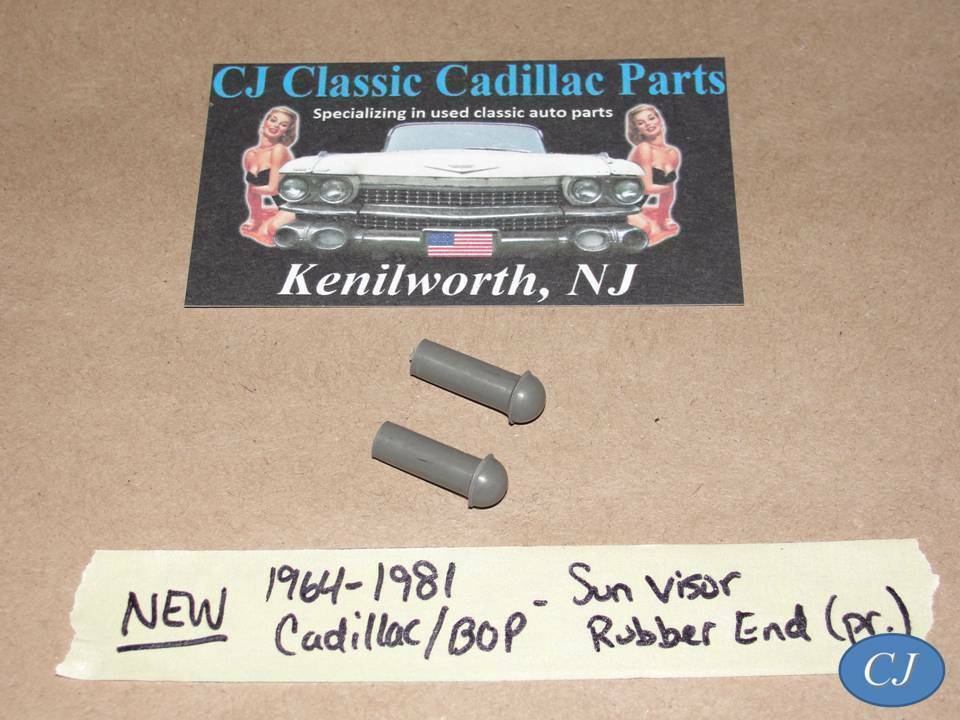 CJ Classic Cadillac Parts
Specializing in used classic auto parts
Kenilworth, NJ
NEW 1964-1981 Cadillac/BOP - Sun Visor Rubber End (pr.)
CJ